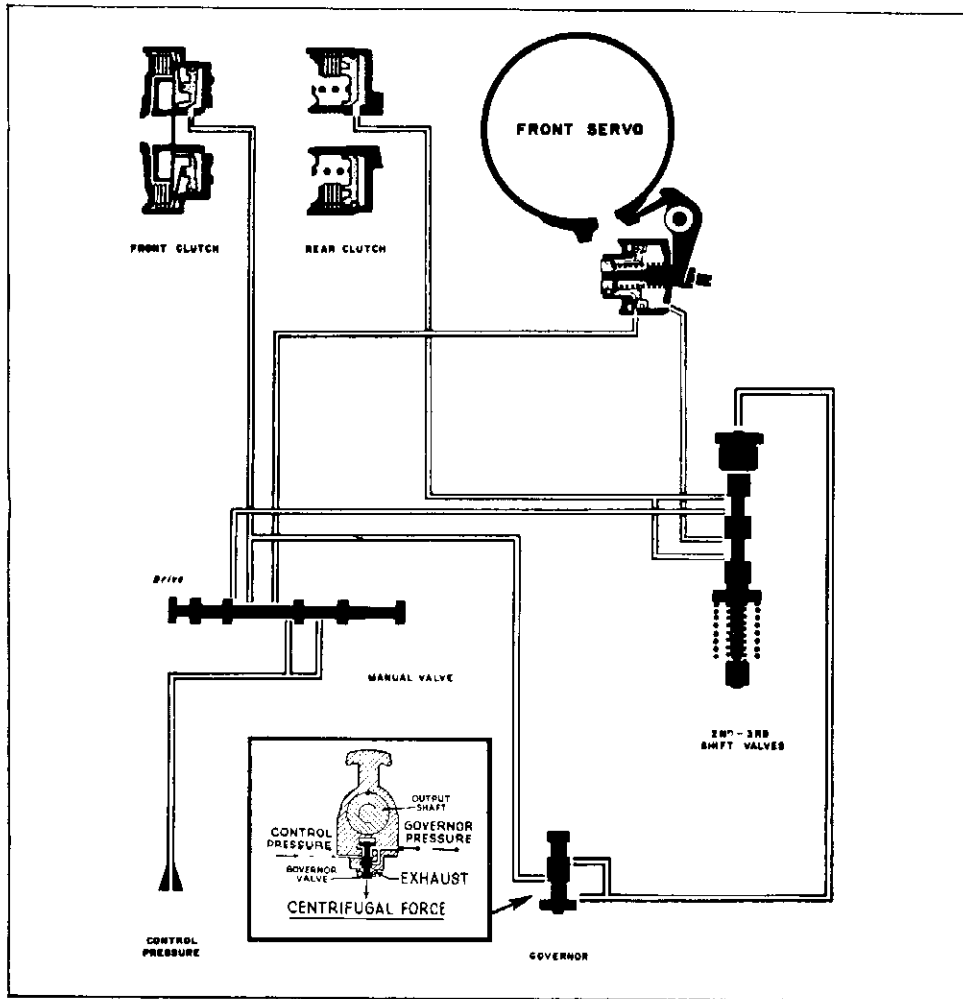 FRONT SERVO
FRONT CLUTCH
REAR CLUTCH
Drive
MANUAL VALVE
2ND-3RD
SHIFT VALVES
OUTPUT
SHAFT
CONTROL
PRESSURE
GOVERNOR
PRESSURE
GOVERNOR
VALVE
EXHAUST
CENTRIFUGAL FORCE
CONTROL
PRESSURE
GOVERNOR